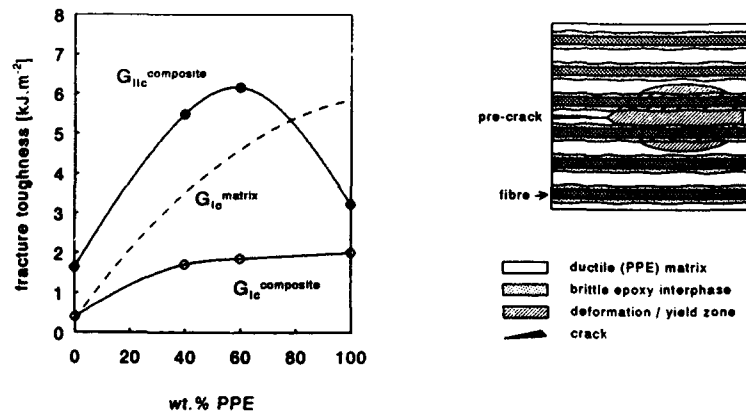 8
7
6
5
4
3
2
1
0
fracture toughness [kJ.m⁻²]
G_IIc^composite
G_Ic^matrix
G_Ic^composite
0 20 40 60 80 100
wt.% PPE
pre-crack
fibre
ductile (PPE) matrix
brittle epoxy interphase
deformation / yield zone
crack